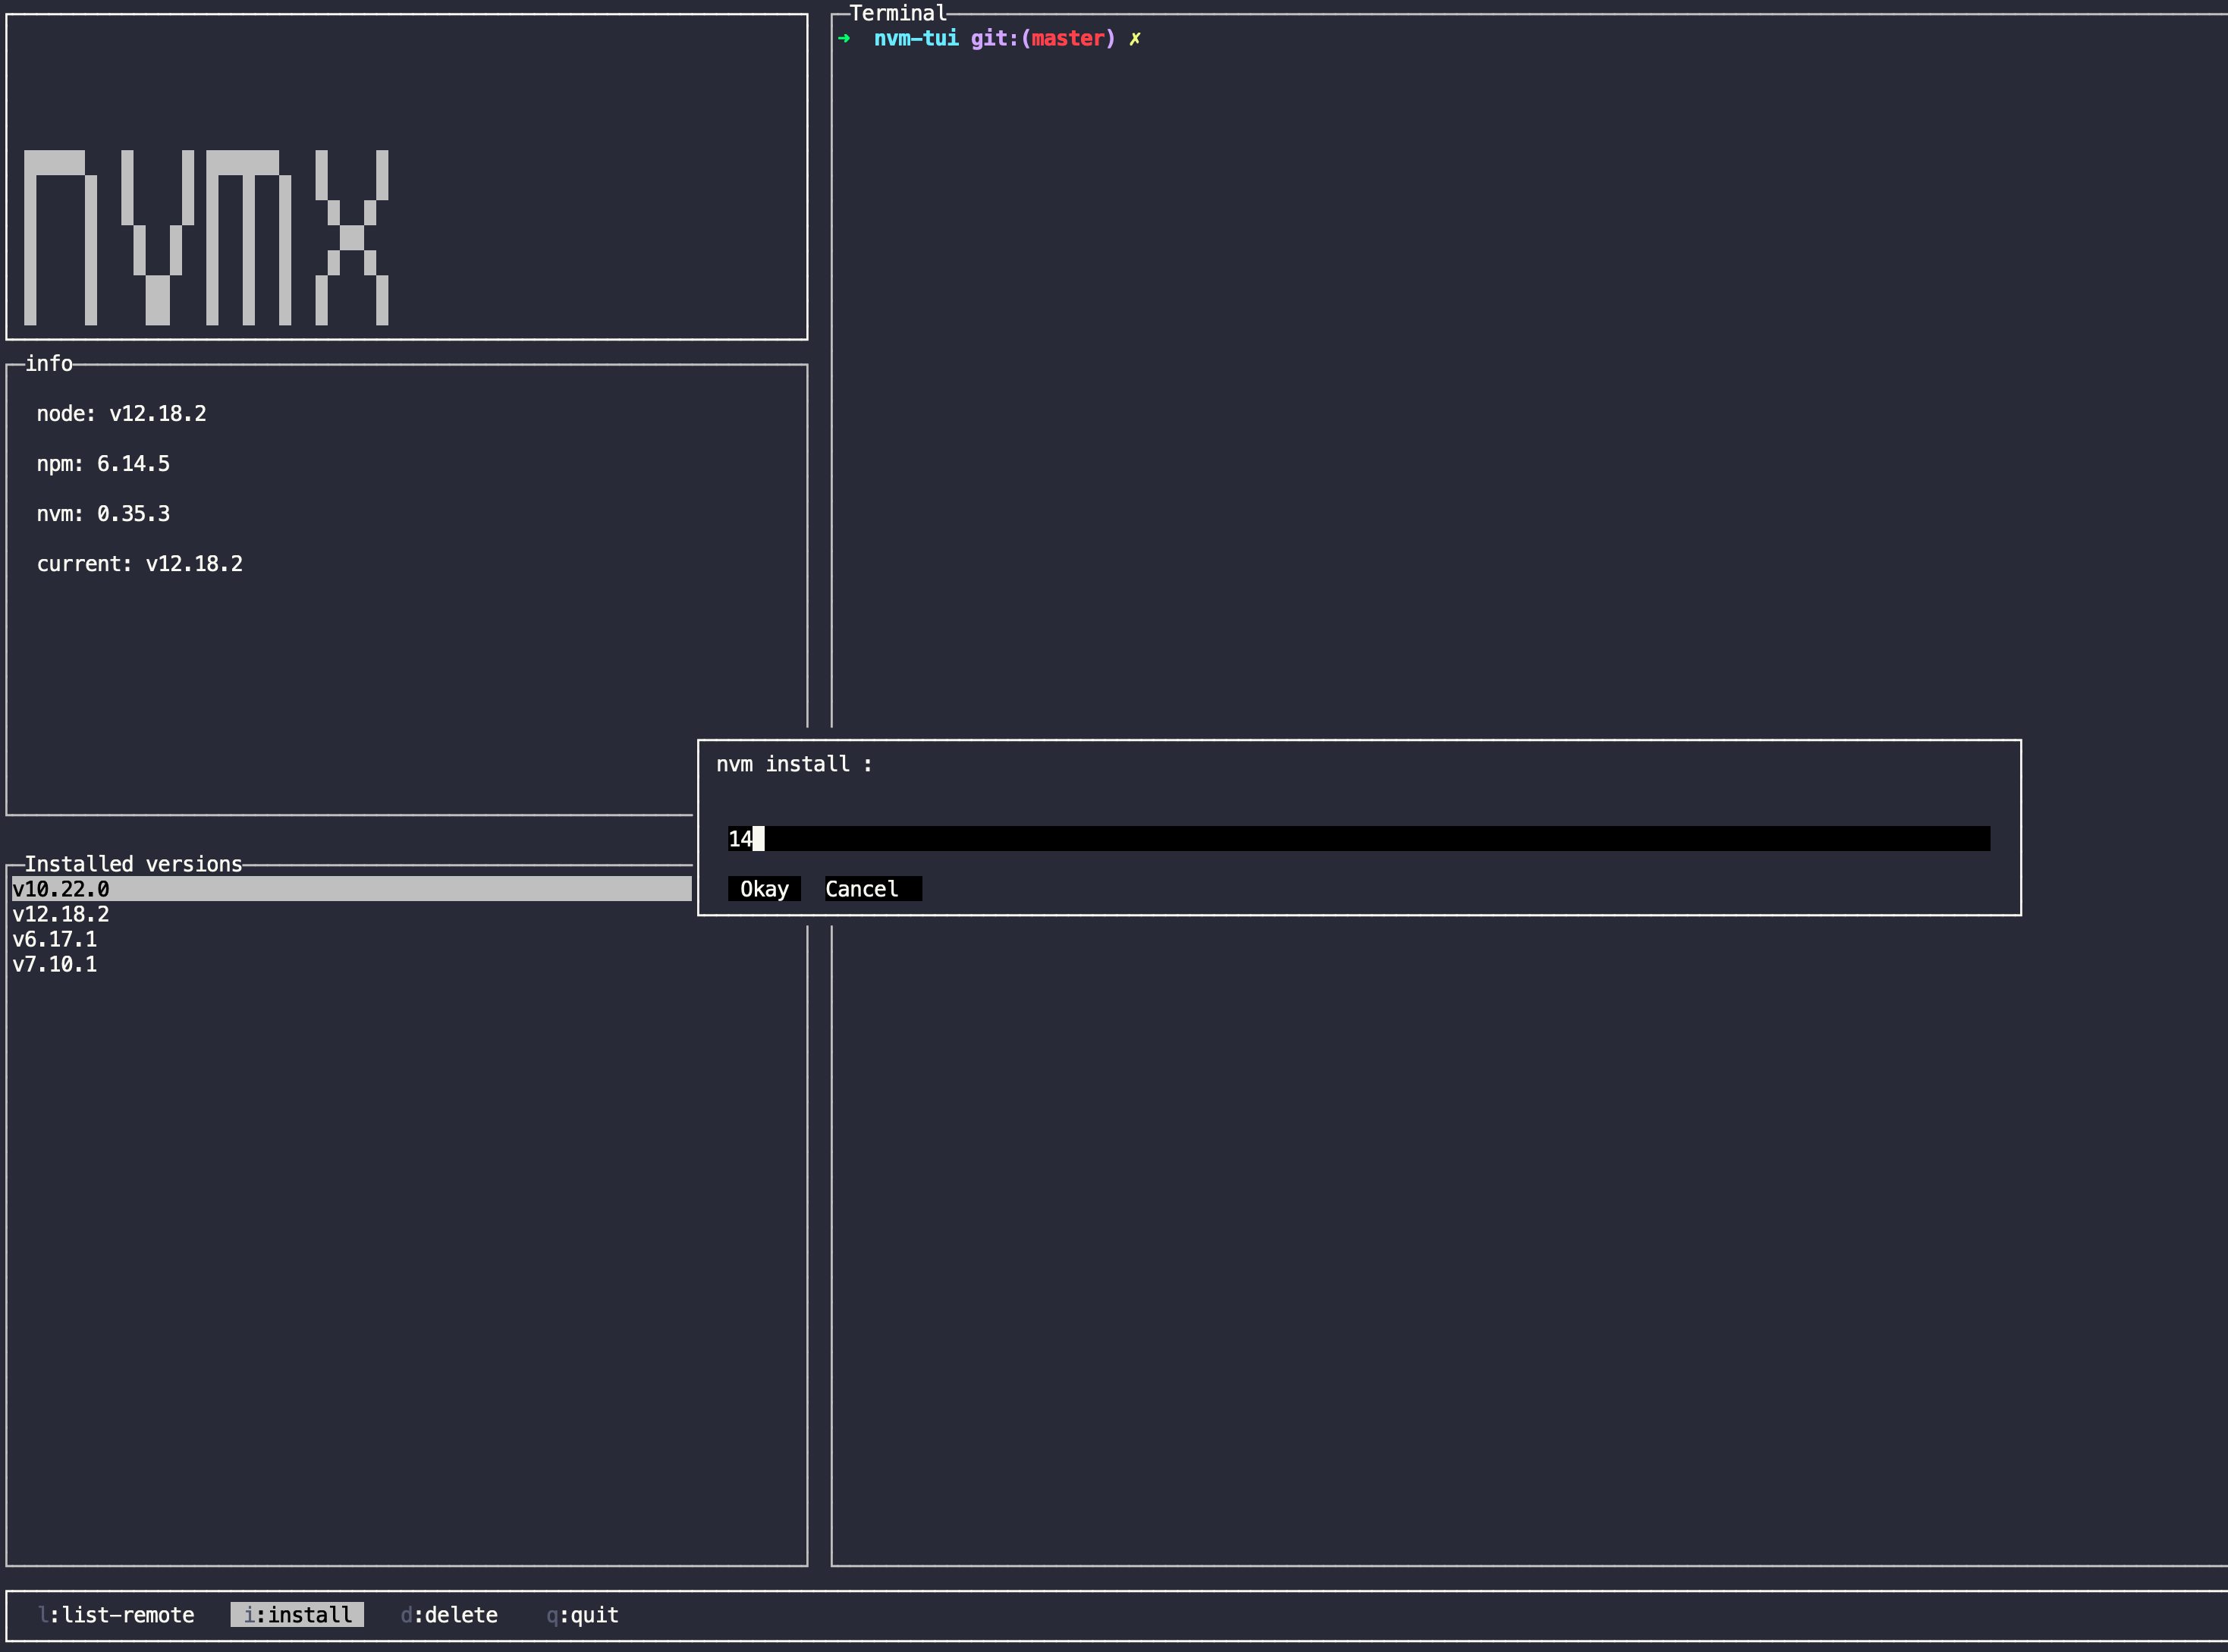 nvmx
info
node: v12.18.2
npm: 6.14.5
nvm: 0.35.3
current: v12.18.2
Installed versions
v10.22.0
v12.18.2
v6.17.1
v7.10.1
Terminal
➜ nvm-tui git:(master) ✗
nvm install :
14
Okay Cancel
l:list-remote i:install d:delete q:quit